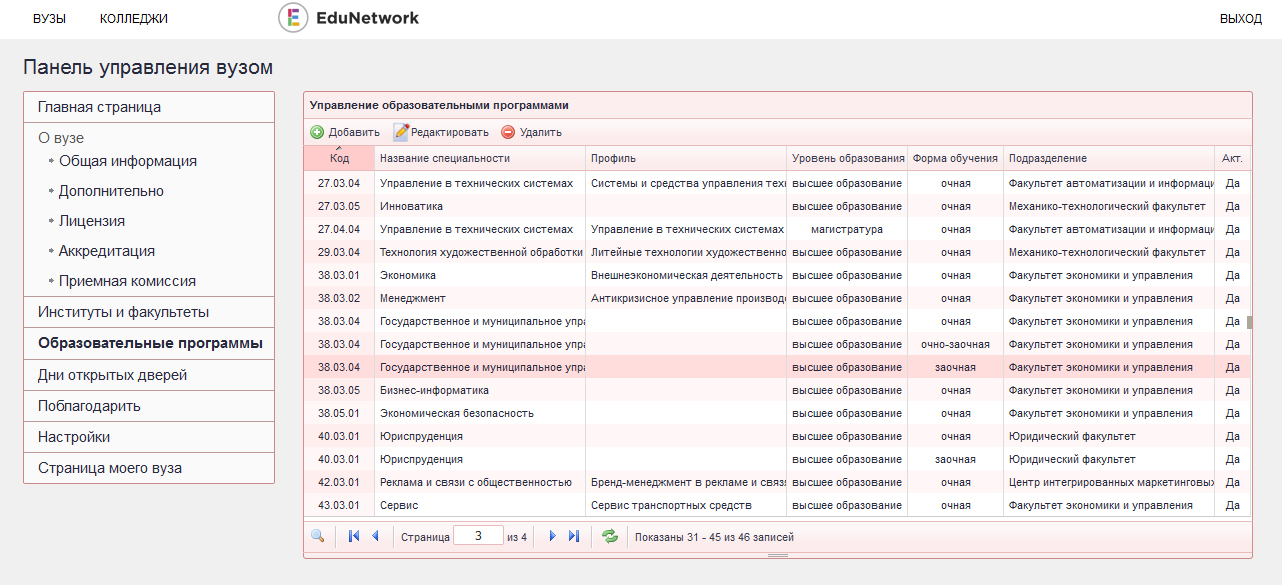 ВУЗЫ КОЛЛЕДЖИ EduNetwork ВЫХОД
Панель управления вузом
Главная страница
О вузе
Общая информация
Дополнительно
Лицензия
Аккредитация
Приемная комиссия
Институты и факультеты
Образовательные программы
Дни открытых дверей
Поблагодарить
Настройки
Страница моего вуза
Управление образовательными программами
Добавить Редактировать Удалить
Код Название специальности Профиль Уровень образования Форма обучения Подразделение Акт.
27.03.04 Управление в технических системах Системы и средства управления тех высшее образование очная Факультет автоматизации и информаци Да
27.03.05 Инноватика высшее образование очная Механико-технологический факультет Да
27.04.04 Управление в технических системах Управление в технических системах магистратура очная Факультет автоматизации и информаци Да
29.03.04 Технология художественной обработки Литейные технологии художественно высшее образование очная Механико-технологический факультет Да
38.03.01 Экономика Внешнеэкономическая деятельность высшее образование очная Факультет экономики и управления Да
38.03.02 Менеджмент Антикризисное управление производ высшее образование очная Факультет экономики и управления Да
38.03.04 Государственное и муниципальное упр высшее образование очная Факультет экономики и управления Да
38.03.04 Государственное и муниципальное упр высшее образование очно-заочная Факультет экономики и управления Да
38.03.04 Государственное и муниципальное упр высшее образование заочная Факультет экономики и управления Да
38.03.05 Бизнес-информатика высшее образование очная Факультет экономики и управления Да
38.05.01 Экономическая безопасность высшее образование очная Факультет экономики и управления Да
40.03.01 Юриспруденция высшее образование очная Юридический факультет Да
40.03.01 Юриспруденция высшее образование заочная Юридический факультет Да
42.03.01 Реклама и связи с общественностью Бренд-менеджмент в рекламе и связ высшее образование очная Центр интегрированных маркетинговых Да
43.03.01 Сервис Сервис транспортных средств высшее образование очная Факультет экономики и управления Да
Страница 3 из 4 Показаны 31 - 45 из 46 записей